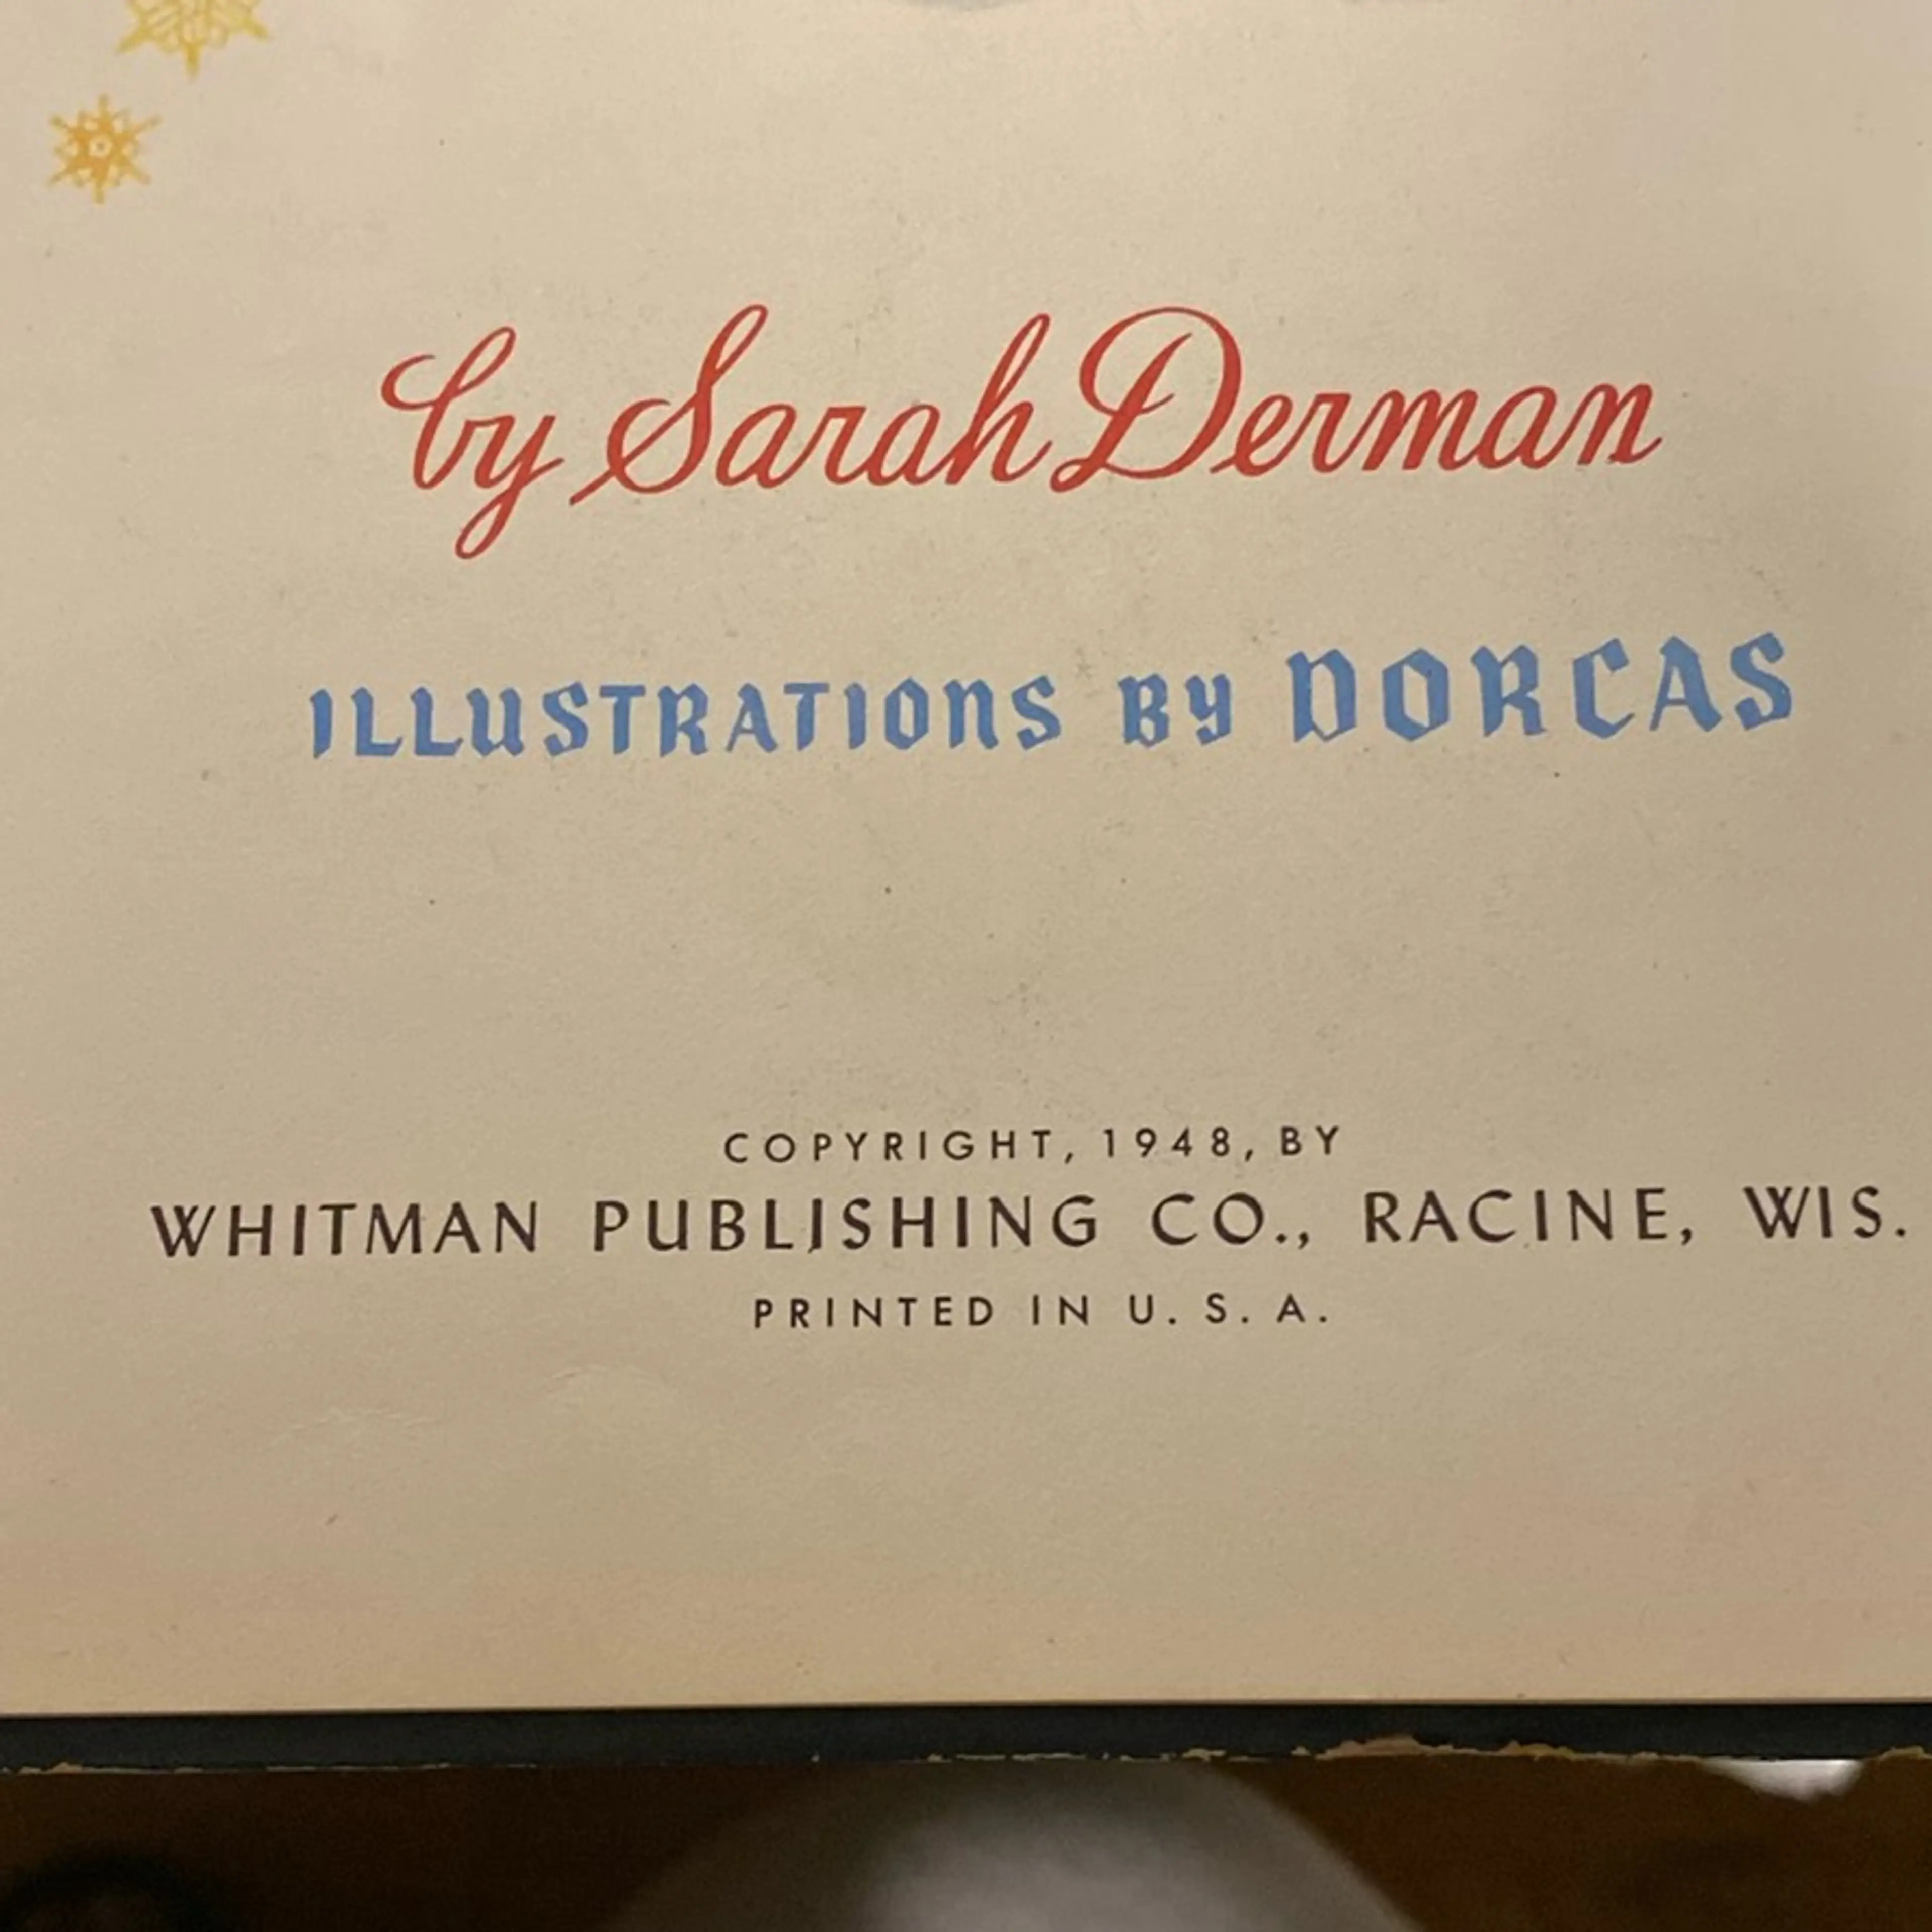 by Sarah Derman
ILLUSTRATIONS BY DORCAS
COPYRIGHT, 1948, BY
WHITMAN PUBLISHING CO., RACINE, WIS.
PRINTED IN U. S. A.